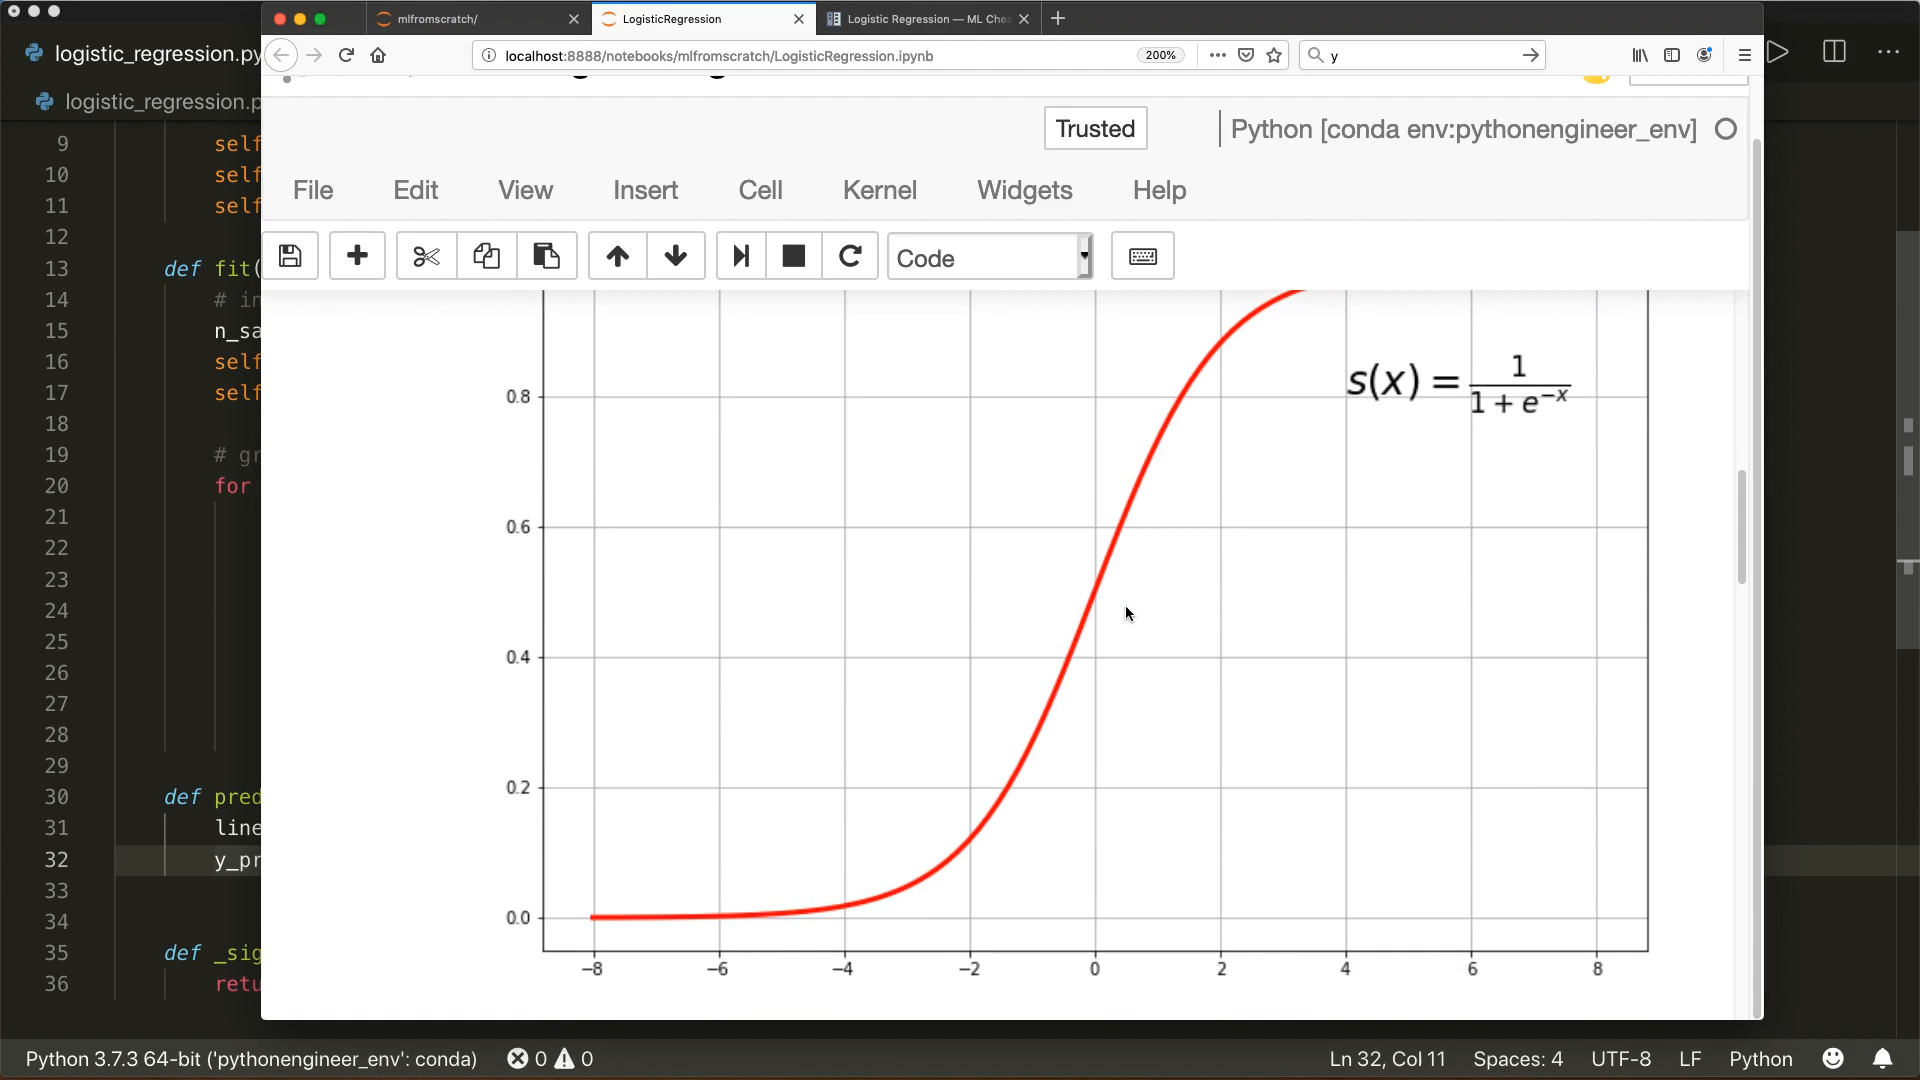 logistic_regression.py
logistic_regression.p
mlfromscratch/
LogisticRegression
Logistic Regression — ML Chea
localhost:8888/notebooks/mlfromscratch/LogisticRegression.ipynb
200%
y
Trusted
Python [conda env:pythonengineer_env]
File Edit View Insert Cell Kernel Widgets Help
Code
9 self
10 self
11 self
12
13 def fit(
14 # in
15 n_sa
16 self
17 self
18
19 # gr
20 for
21
22
23
24
25
26
27
28
29
30 def pred
31 line
32 y_pr
33
34
35 def _sig
36 retu
s(x) = 1 / (1 + e^−x)
0.8
0.6
0.4
0.2
0.0
−8 −6 −4 −2 0 2 4 6 8
Python 3.7.3 64-bit ('pythonengineer_env': conda) 0 0 Ln 32, Col 11 Spaces: 4 UTF-8 LF Python